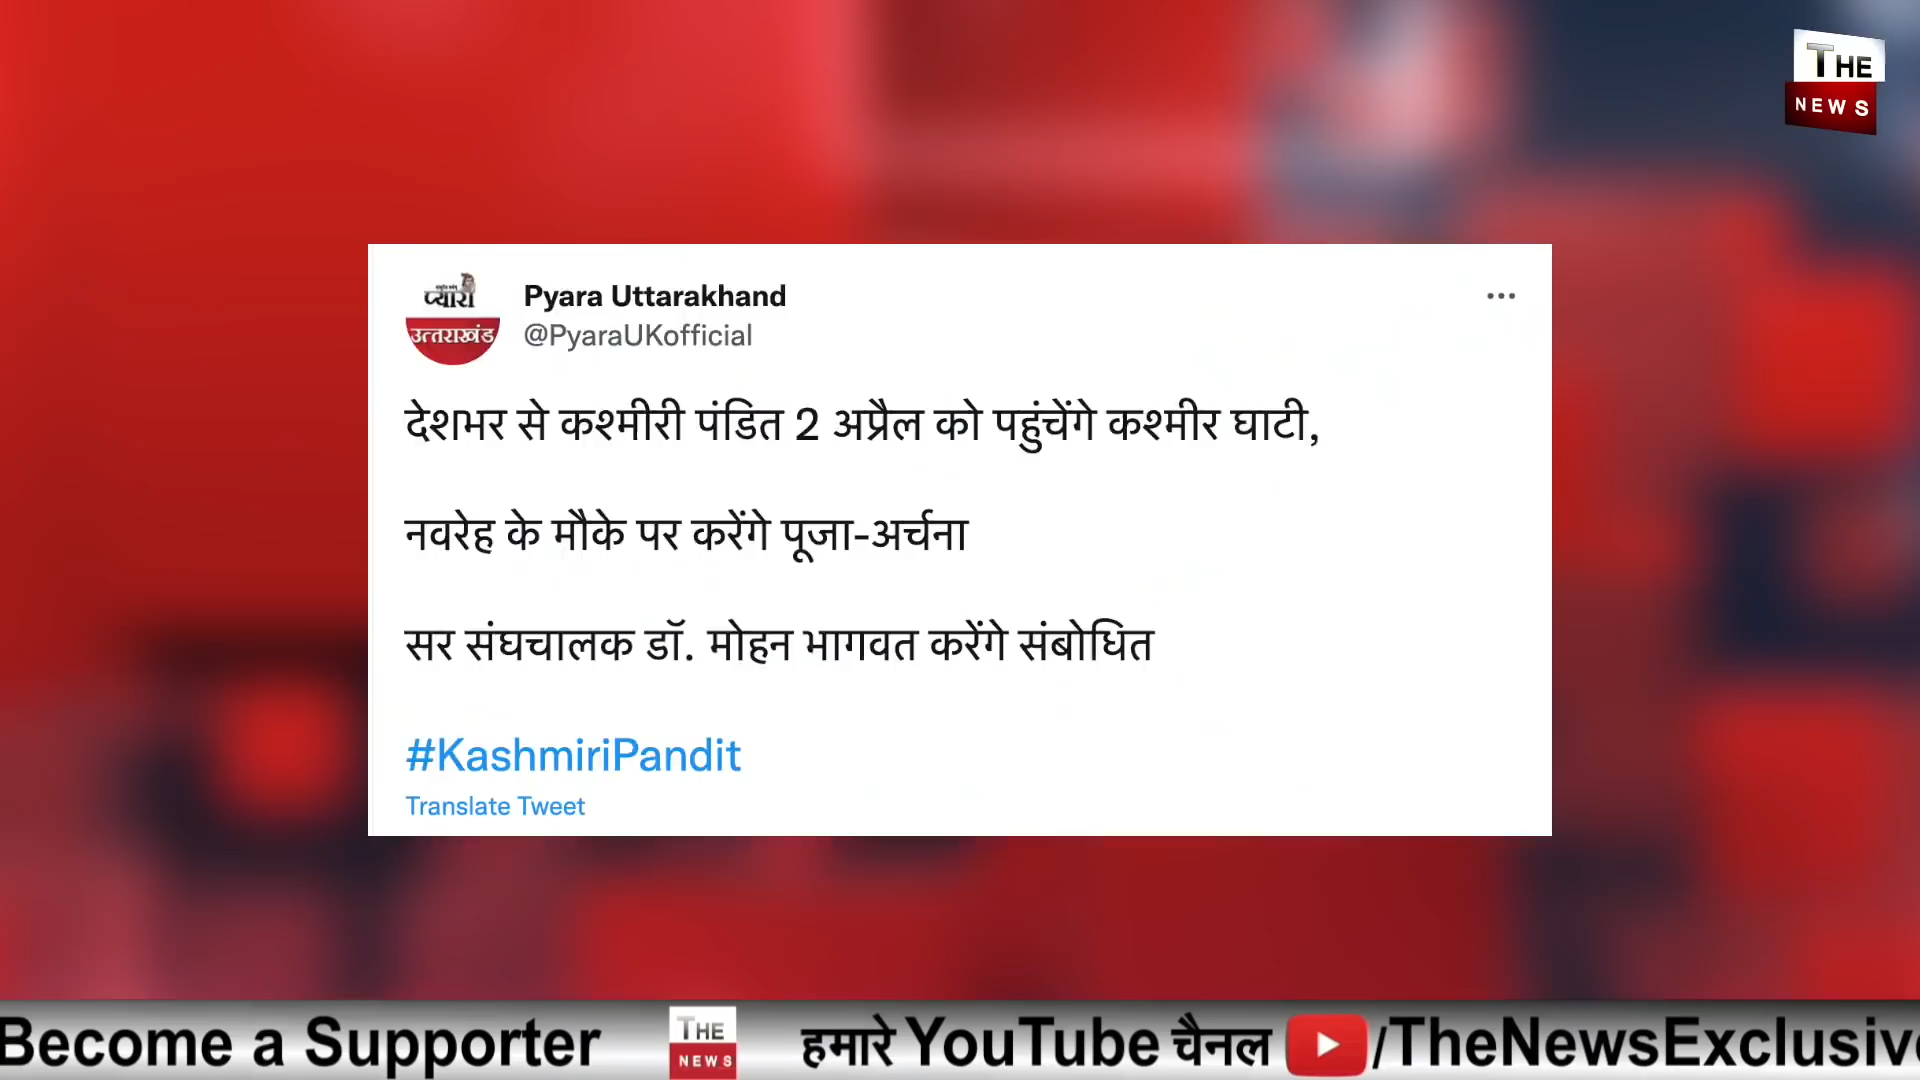 THE
NEWS
प्यारा
उत्तराखंड
Pyara Uttarakhand
@PyaraUKofficial
देशभर से कश्मीरी पंडित 2 अप्रैल को पहुंचेंगे कश्मीर घाटी,
नवरेह के मौके पर करेंगे पूजा-अर्चना
सर संघचालक डॉ. मोहन भागवत करेंगे संबोधित
#KashmiriPandit
Translate Tweet
Become a Supporter THE NEWS हमारे YouTube चैनल /TheNewsExclusive